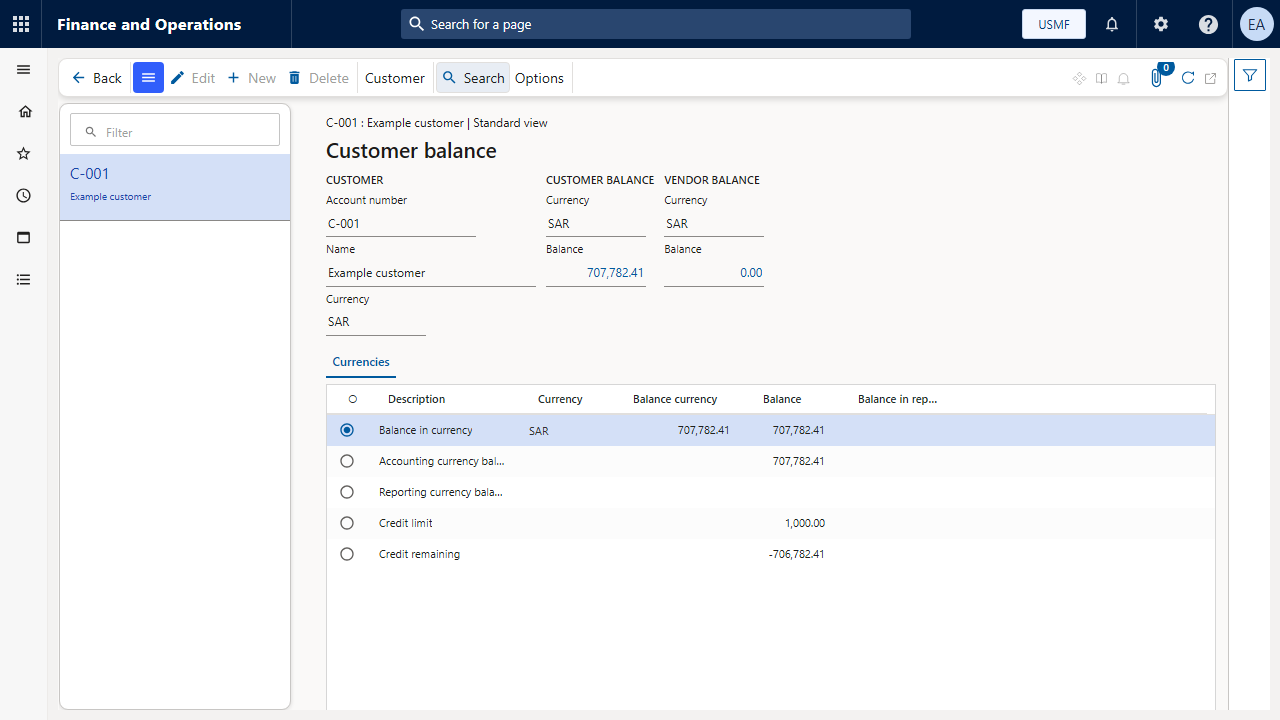 Finance and Operations
Search for a page
USMF
EA
Back
Edit
New
Delete
Customer
Search
Options
0
Filter
C-001
Example customer
C-001 : Example customer | Standard view
Customer balance
CUSTOMER
Account number
C-001
Name
Example customer
Currency
SAR
CUSTOMER BALANCE
Currency
SAR
Balance
707,782.41
VENDOR BALANCE
Currency
SAR
Balance
0.00
Currencies
Description Currency Balance currency Balance Balance in rep...
Balance in currency SAR 707,782.41 707,782.41
Accounting currency bal... 707,782.41
Reporting currency bala...
Credit limit 1,000.00
Credit remaining -706,782.41